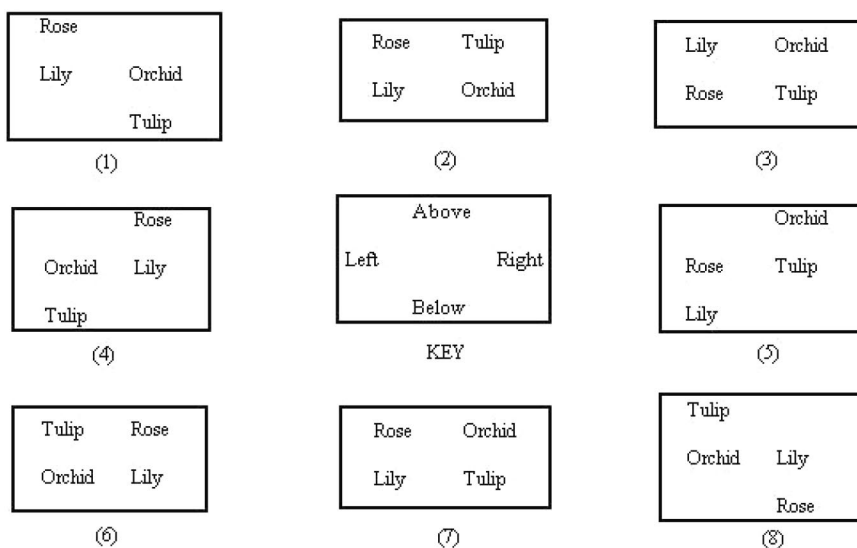 Rose
Lily Orchid
Tulip
(1)
Rose Tulip
Lily Orchid
(2)
Lily Orchid
Rose Tulip
(3)
Rose
Orchid Lily
Tulip
(4)
Above
Left Right
Below
KEY
Orchid
Rose Tulip
Lily
(5)
Tulip Rose
Orchid Lily
(6)
Rose Orchid
Lily Tulip
(7)
Tulip
Orchid Lily
Rose
(8)